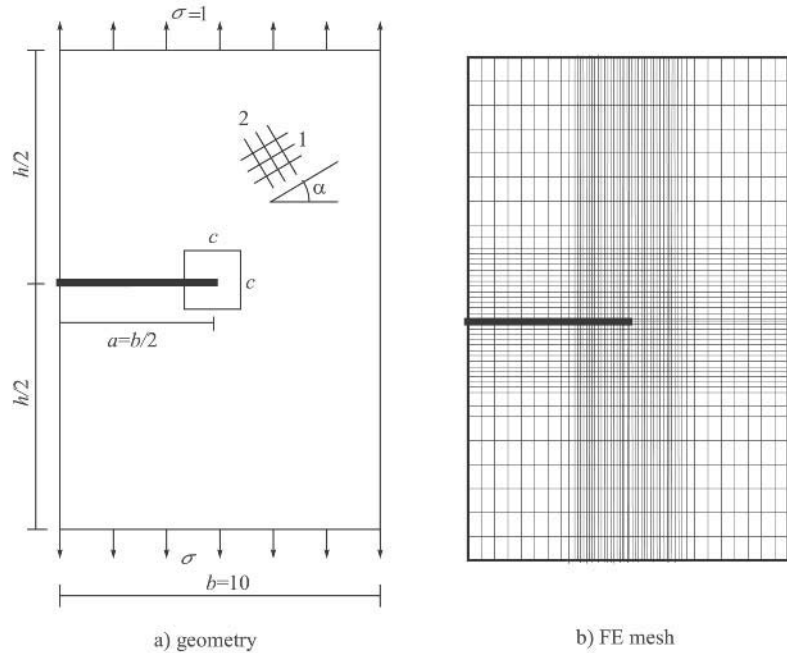 σ=1
h/2
2
1
α
c
c
a=b/2
h/2
σ
b=10
a) geometry
b) FE mesh